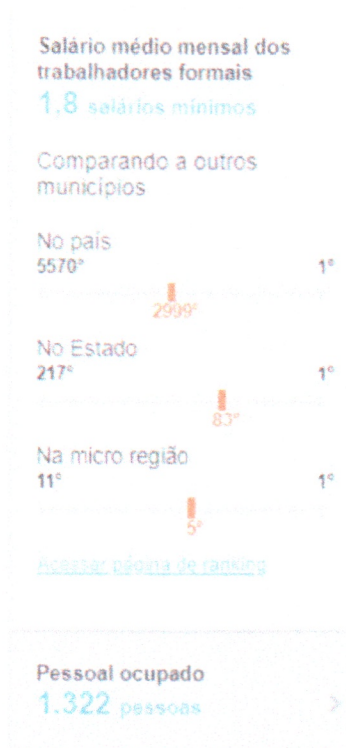 Salário médio mensal dos
trabalhadores formais
1,8 salários mínimos
Comparando a outros
municípios
No país
5570° 1°
2999°
No Estado
217° 1°
83°
Na micro região
11° 1°
5°
Acessar página de ranking
Pessoal ocupado
1.322 pessoas